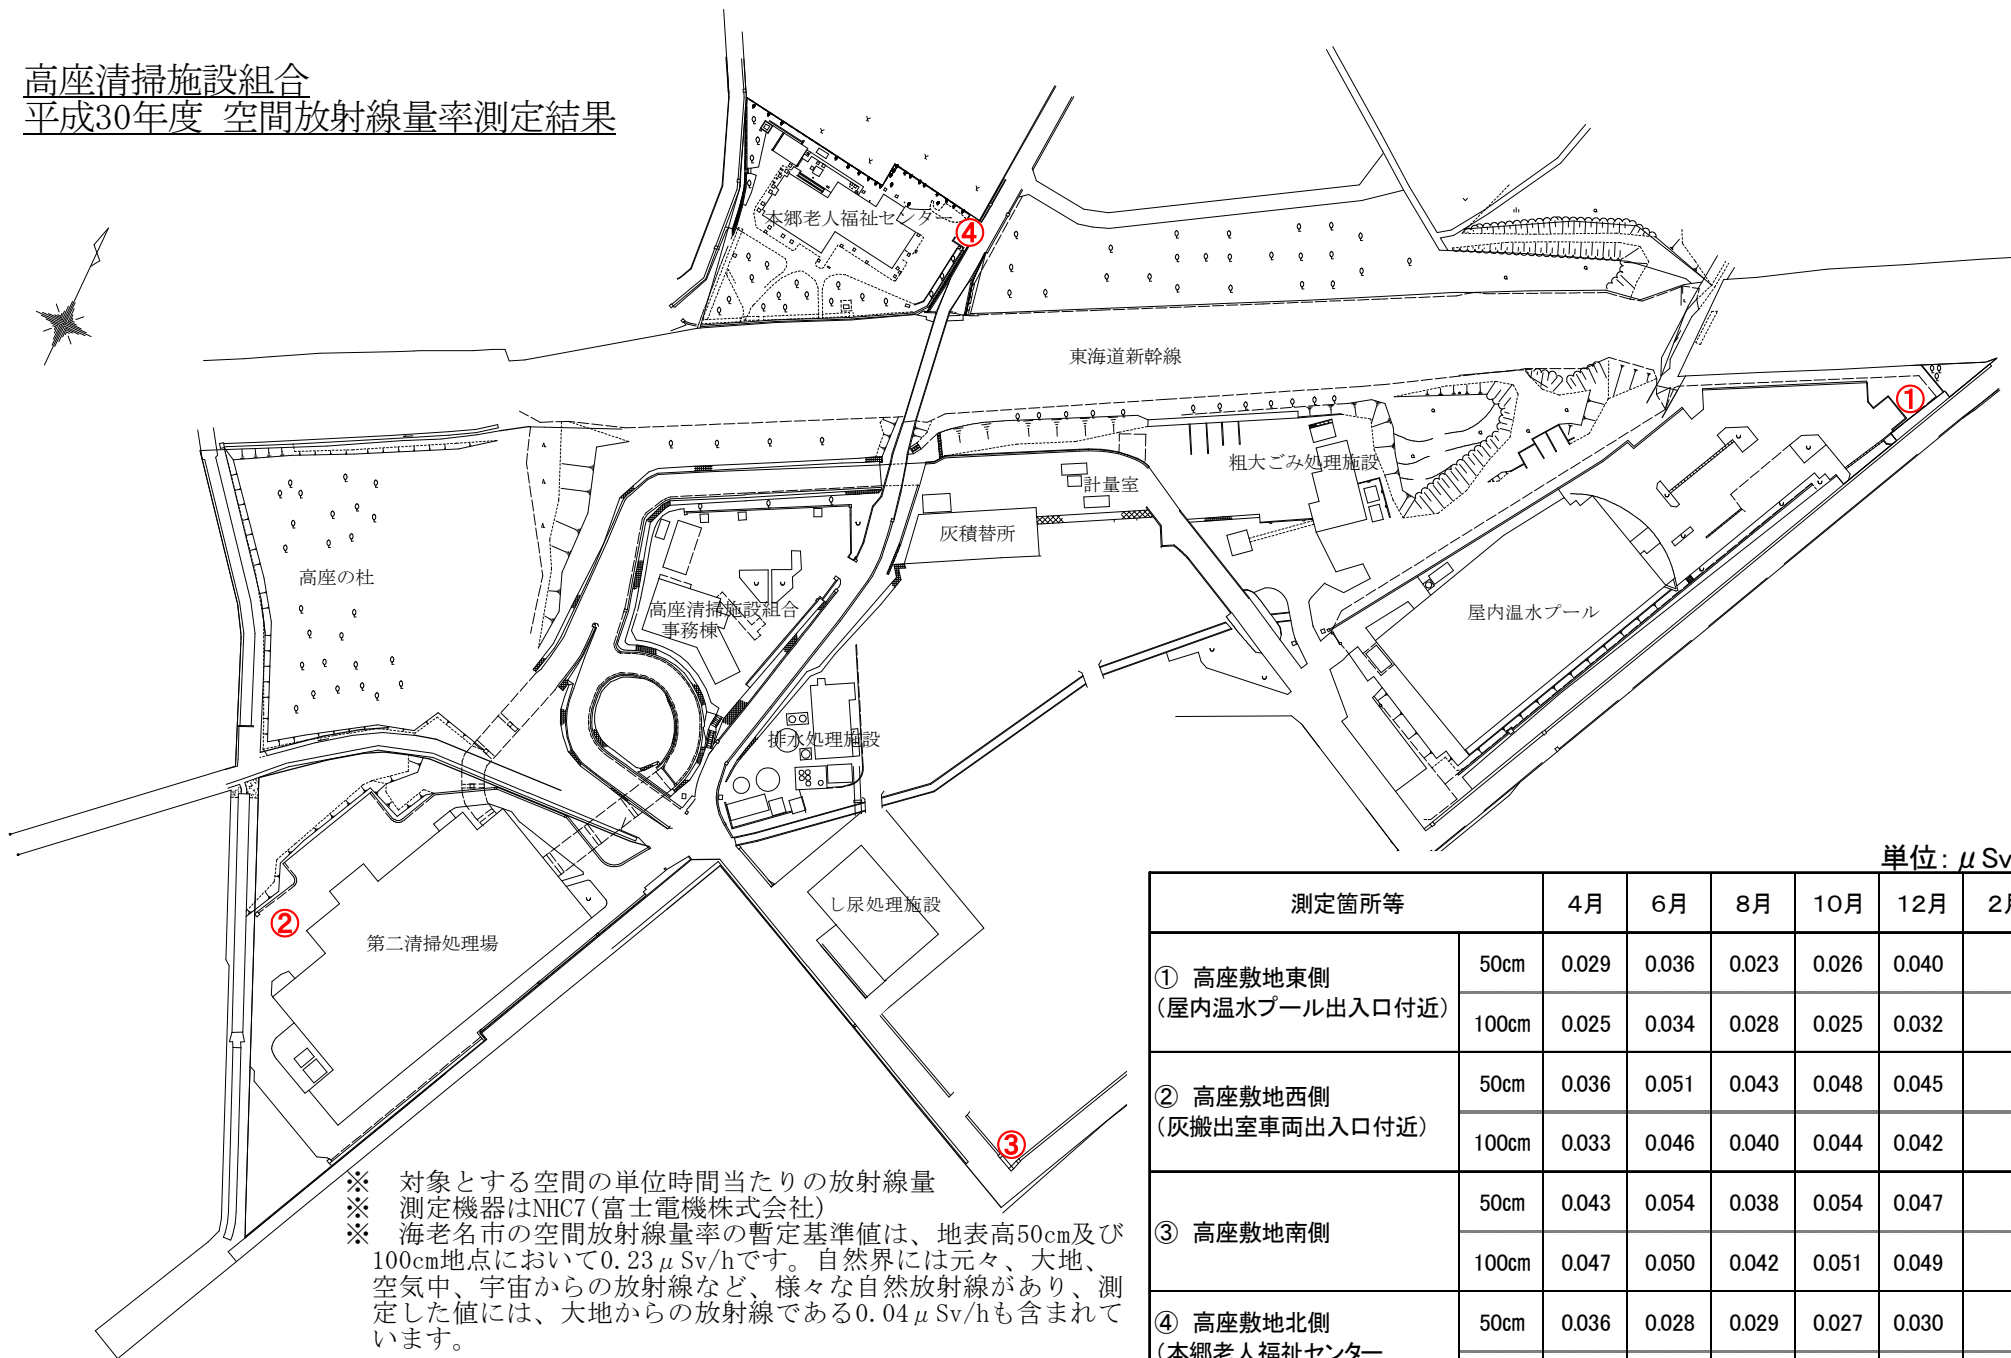 高座清掃施設組合
平成30年度 空間放射線量率測定結果
本郷老人福祉センター
④
東海道新幹線
①
粗大ごみ処理施設
計量室
灰積替所
高座の杜
高座清掃施設組合
事務棟
屋内温水プール
排水処理施設
し尿処理施設
②
第二清掃処理場
③
※ 対象とする空間の単位時間当たりの放射線量
※ 測定機器はNHC7(富士電機株式会社)
※ 海老名市の空間放射線量率の暫定基準値は、地表高50cm及び
100cm地点において0.23μSv/hです。自然界には元々、大地、
空気中、宇宙からの放射線など、様々な自然放射線があり、測
定した値には、大地からの放射線である0.04μSv/hも含まれて
います。
単位:μSv
測定箇所等 4月 6月 8月 10月 12月 2月
① 高座敷地東側
(屋内温水プール出入口付近)
50cm 0.029 0.036 0.023 0.026 0.040
100cm 0.025 0.034 0.028 0.025 0.032
② 高座敷地西側
(灰搬出室車両出入口付近)
50cm 0.036 0.051 0.043 0.048 0.045
100cm 0.033 0.046 0.040 0.044 0.042
③ 高座敷地南側
50cm 0.043 0.054 0.038 0.054 0.047
100cm 0.047 0.050 0.042 0.051 0.049
④ 高座敷地北側
(本郷老人福祉センター
50cm 0.036 0.028 0.029 0.027 0.030